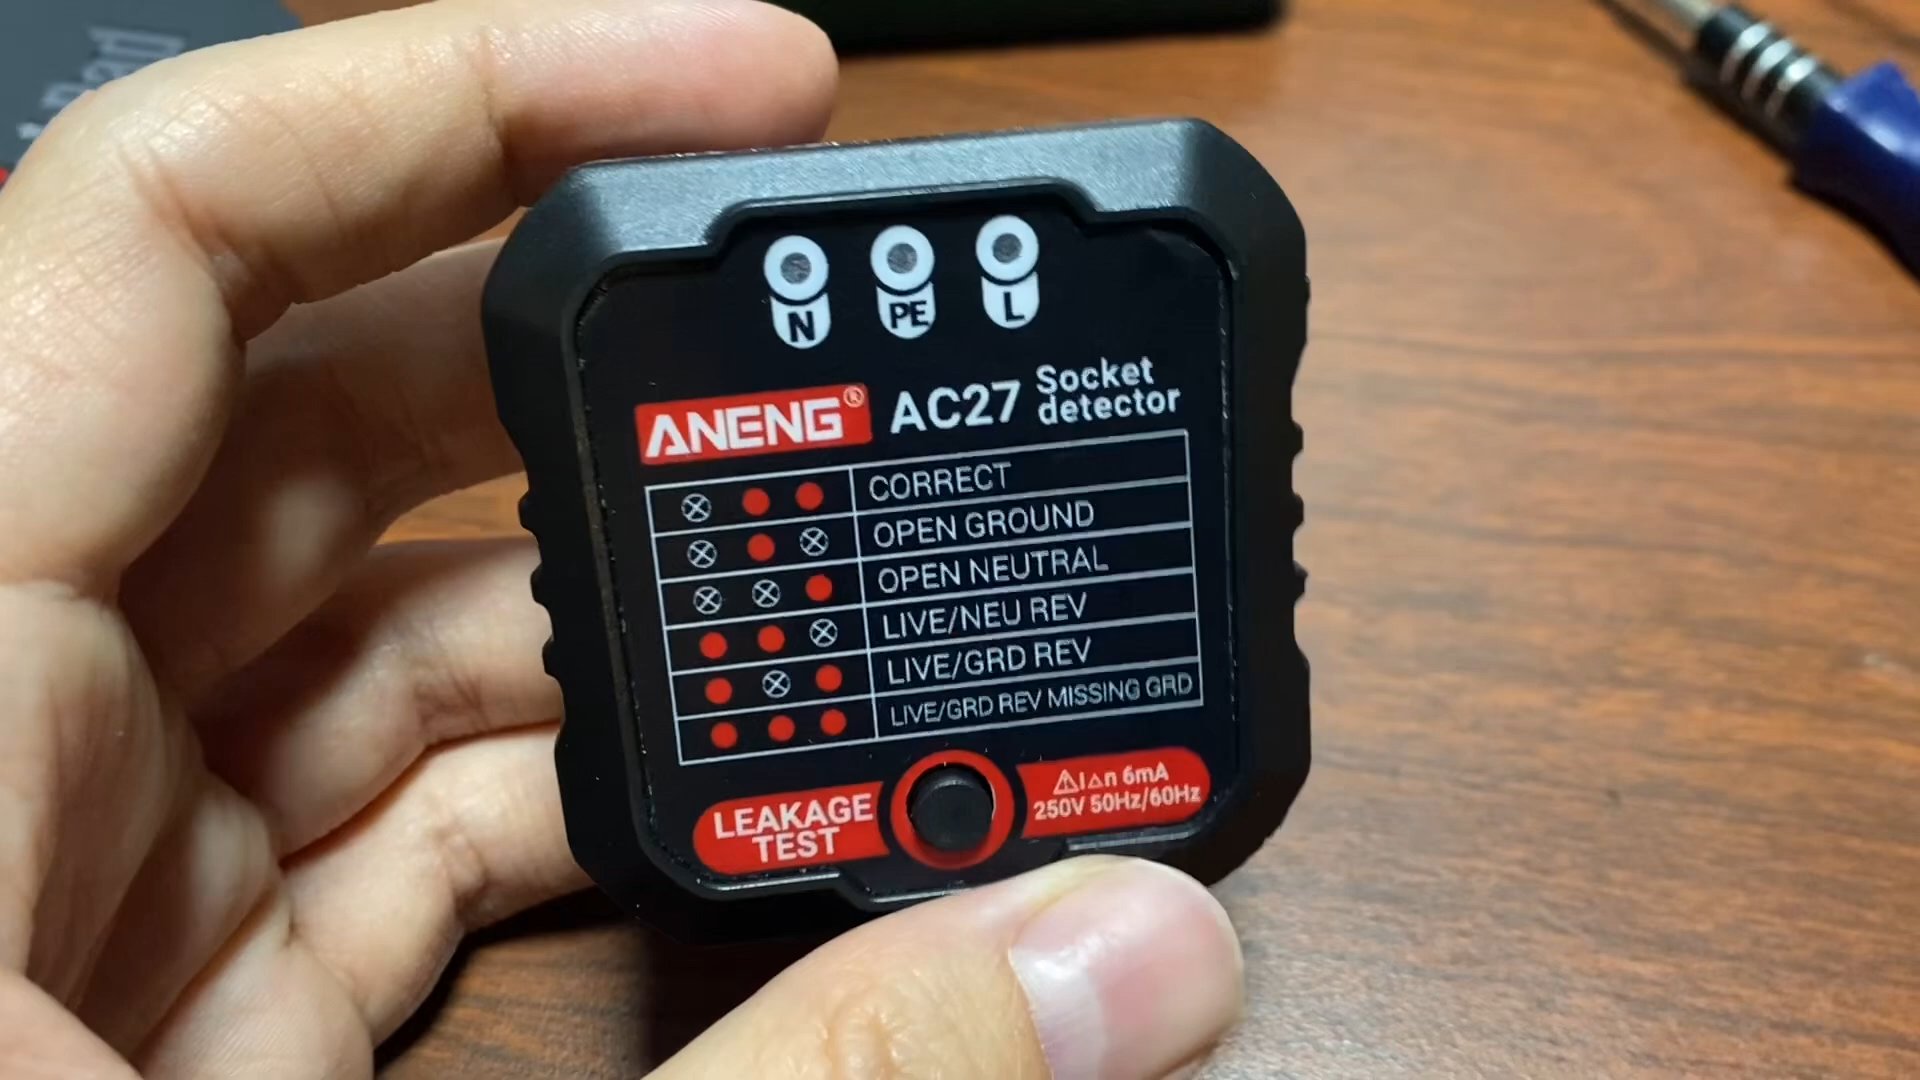 N PE L
ANENG® AC27 Socket detector
CORRECT
OPEN GROUND
OPEN NEUTRAL
LIVE/NEU REV
LIVE/GRD REV
LIVE/GRD REV MISSING GRD
LEAKAGE
TEST
⚠I△n 6mA
250V 50Hz/60Hz